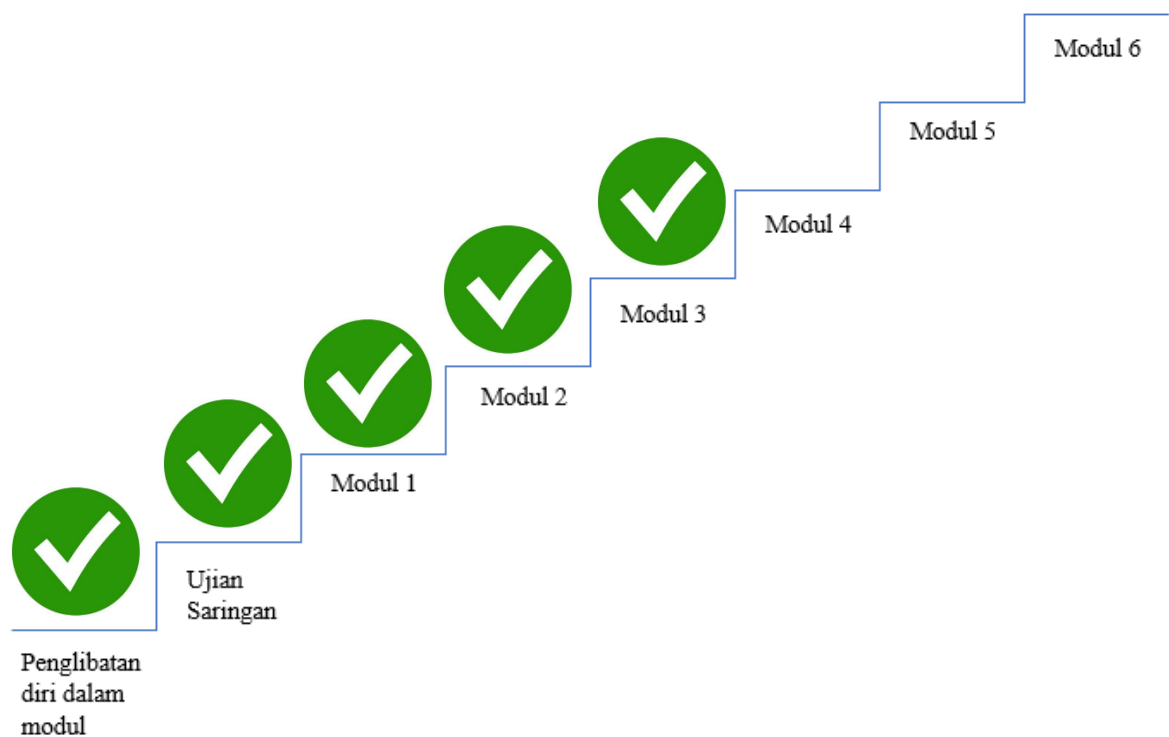 Modul 6
Modul 5
Modul 4
Modul 3
Modul 2
Modul 1
Ujian
Saringan
Penglibatan
diri dalam
modul